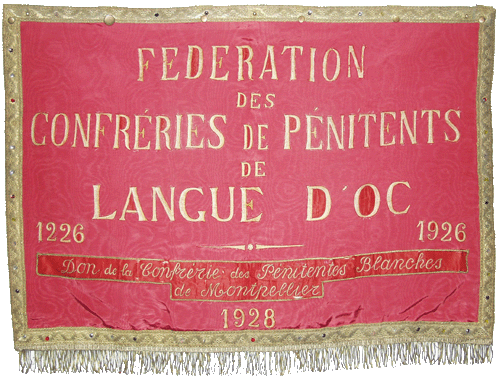 FEDERATION
DES
CONFRÉRIES DE PÉNITENTS
DE
LANGUE D'OC
1226 1926
Don de la Confrérie des Pénitentes Blanches
de Montpellier
1928